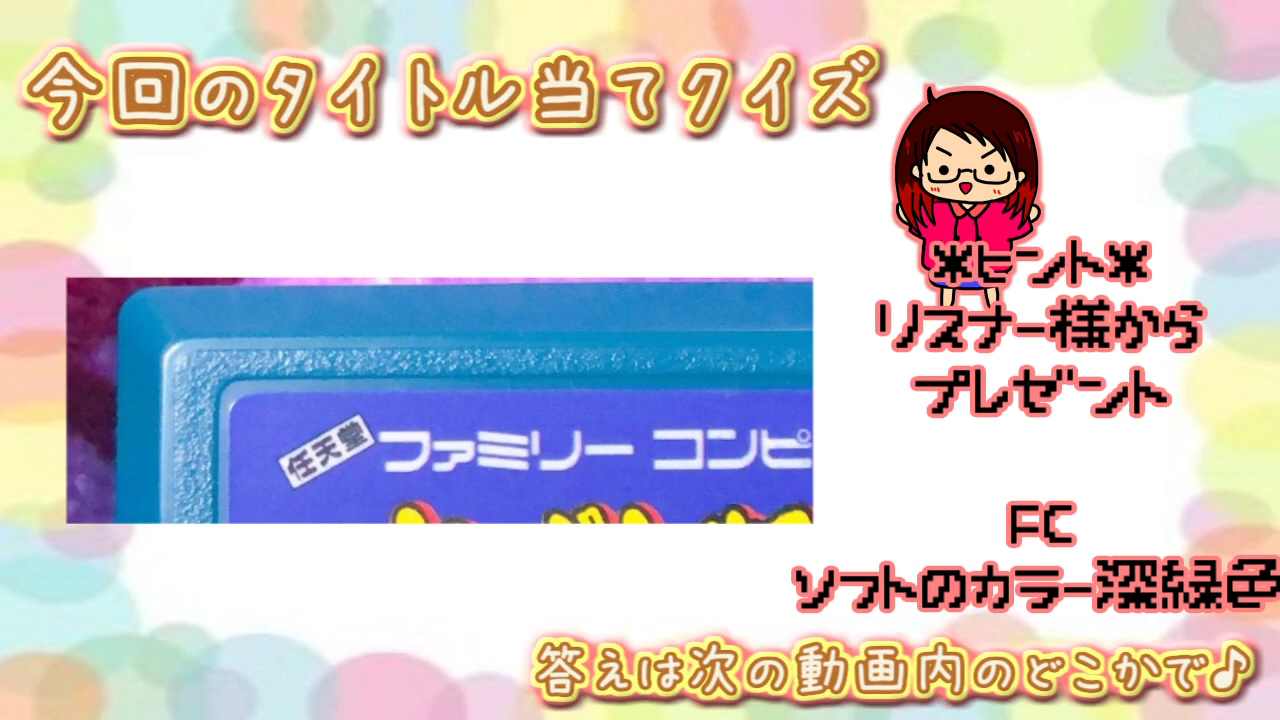 今回のタイトル当てクイズ
*ヒント*
リスナー様から
プレゼント
任天堂
ファミリー コンピ
FC
ソフトのカラー深緑色
答えは次の動画内のどこかで♪